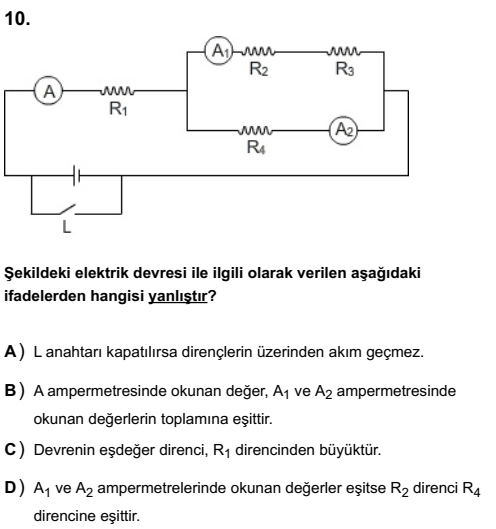 10.
A A₁ R₂ R₃
R₁
R₄ A₂
L
Şekildeki elektrik devresi ile ilgili olarak verilen aşağıdaki
ifadelerden hangisi yanlıştır?
A) L anahtarı kapatılırsa dirençlerin üzerinden akım geçmez.
B) A ampermetresinde okunan değer, A₁ ve A₂ ampermetresinde
okunan değerlerin toplamına eşittir.
C) Devrenin eşdeğer direnci, R₁ direncinden büyüktür.
D) A₁ ve A₂ ampermetrelerinde okunan değerler eşitse R₂ direnci R₄
direncine eşittir.